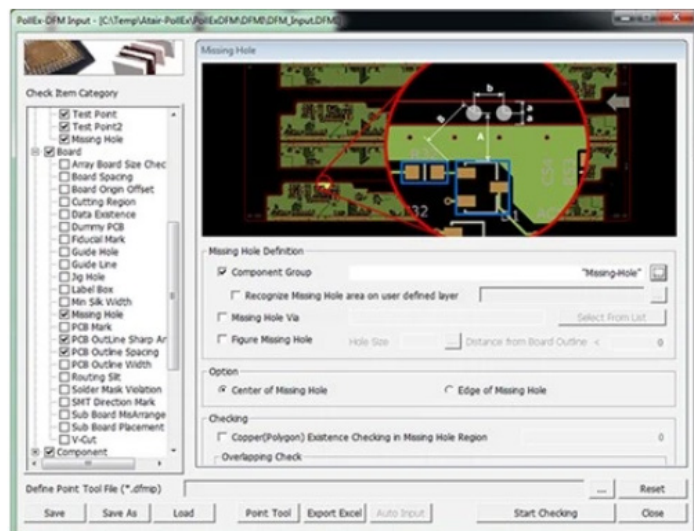 PollEx-DFM Input - [C:\Temp\Atair-PollEx\PollExDFM\DFMI\DFM_Input.DFMI]
Check Item Category
Test Point
Test Point2
Missing Hole
Board
Array Board Size Chec
Board Spacing
Board Origin Offset
Cutting Region
Data Existence
Dummy PCB
Fiducial Mark
Guide Hole
Guide Line
Jig Hole
Label Box
Min Silk Width
Missing Hole
PCB Mark
PCB OutLine Sharp An
PCB Outline Spacing
PCB Outline Width
Routing Slit
Solder Mask Violation
SMT Direction Mark
Sub Board MisArrange
Sub Board Placement
V-Cut
Component
Missing Hole
b
a
a
B
A
Missing Hole Definition
Component Group "Missing-Hole" ...
Recognize Missing Hole area on user defined layer ...
Missing Hole Via Select From List
Figure Missing Hole Hole Size ... Distance from Board Outline < 0
Option
Center of Missing Hole Edge of Missing Hole
Checking
Copper(Polygon) Existence Checking in Missing Hole Region 0
Overlapping Check
Define Point Tool File (*.dfmip) ... Reset
Save Save As Load Point Tool Export Excel Auto Input Start Checking Close